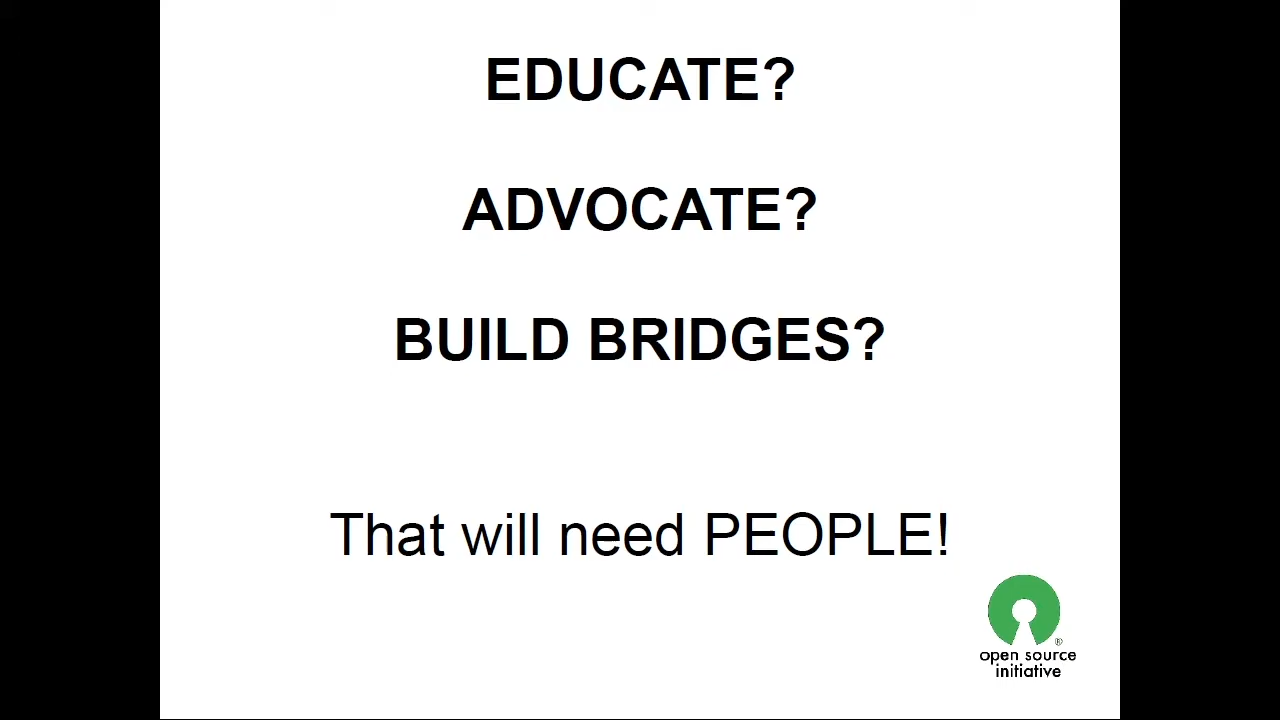 EDUCATE?
ADVOCATE?
BUILD BRIDGES?
That will need PEOPLE!
®
open source
initiative